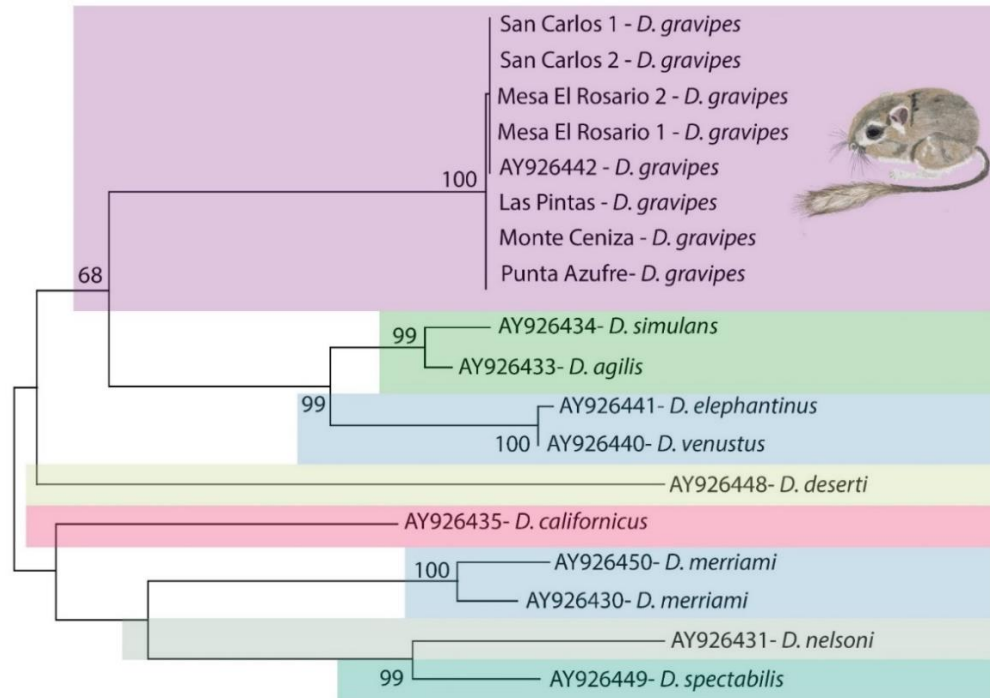 San Carlos 1 - D. gravipes
San Carlos 2 - D. gravipes
Mesa El Rosario 2 - D. gravipes
Mesa El Rosario 1 - D. gravipes
AY926442 - D. gravipes
100
Las Pintas - D. gravipes
Monte Ceniza - D. gravipes
68
Punta Azufre- D. gravipes
AY926434- D. simulans
99
AY926433- D. agilis
99
AY926441- D. elephantinus
100
AY926440- D. venustus
AY926448- D. deserti
AY926435- D. californicus
AY926450- D. merriami
100
AY926430- D. merriami
AY926431- D. nelsoni
99
AY926449- D. spectabilis